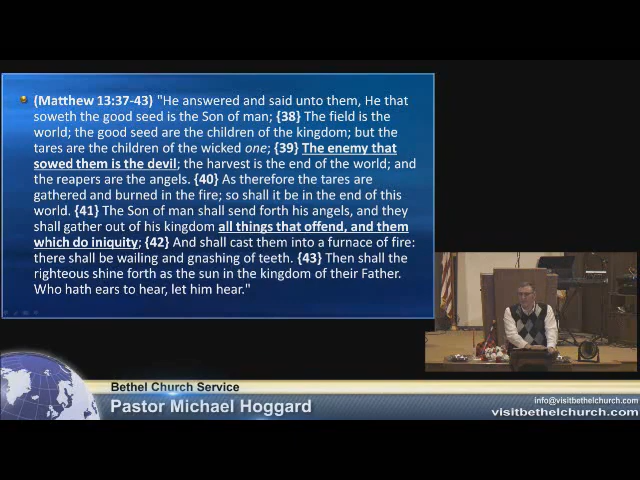 (Matthew 13:37-43) "He answered and said unto them, He that
soweth the good seed is the Son of man; {38} The field is the
world; the good seed are the children of the kingdom; but the
tares are the children of the wicked one; {39} The enemy that
sowed them is the devil; the harvest is the end of the world; and
the reapers are the angels. {40} As therefore the tares are
gathered and burned in the fire; so shall it be in the end of this
world. {41} The Son of man shall send forth his angels, and they
shall gather out of his kingdom all things that offend, and them
which do iniquity; {42} And shall cast them into a furnace of fire:
there shall be wailing and gnashing of teeth. {43} Then shall the
righteous shine forth as the sun in the kingdom of their Father.
Who hath ears to hear, let him hear."
Bethel Church Service
Pastor Michael Hoggard
info@visitbethelchurch.com
visitbethelchurch.com